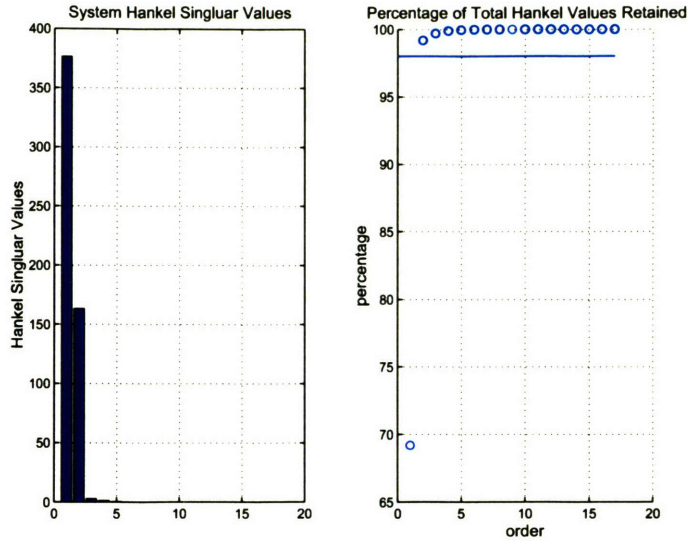 System Hankel Singluar Values
Hankel Singluar Values
400
350
300
250
200
150
100
50
0
0 5 10 15 20
Percentage of Total Hankel Values Retained
percentage
100
95
90
85
80
75
70
65
0 5 10 15 20
order